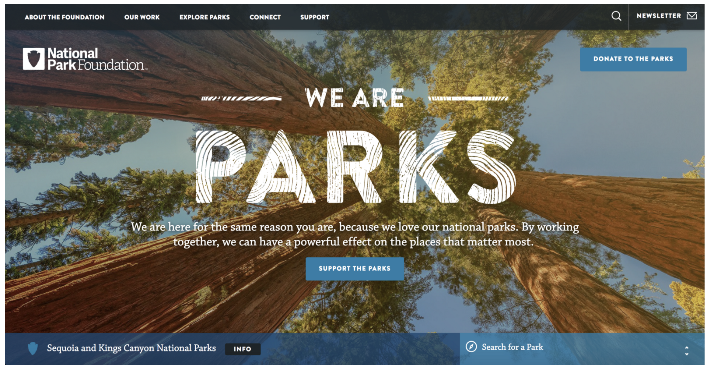 ABOUT THE FOUNDATION OUR WORK EXPLORE PARKS CONNECT SUPPORT NEWSLETTER
National
Park Foundation
DONATE TO THE PARKS
WE ARE
PARKS
We are here for the same reason you are, because we love our national parks. By working
together, we can have a powerful effect on the places that matter most.
SUPPORT THE PARKS
Sequoia and Kings Canyon National Parks INFO Search for a Park